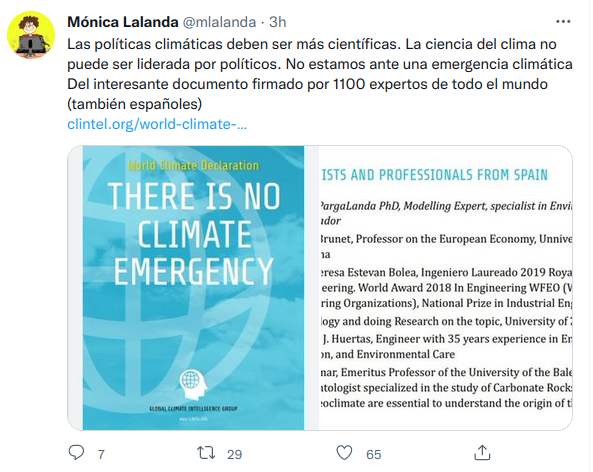 Mónica Lalanda @mlalanda · 3h
Las políticas climáticas deben ser más científicas. La ciencia del clima no
puede ser liderada por políticos. No estamos ante una emergencia climática
Del interesante documento firmado por 1100 expertos de todo el mundo
(también españoles)
clintel.org/world-climate-...
World Climate Declaration
THERE IS NO
CLIMATE
EMERGENCY
GLOBAL CLIMATE INTELLIGENCE GROUP
WWW.CLINTEL.ORG
ISTS AND PROFESSIONALS FROM SPAIN
PargaLanda PhD, Modelling Expert, specialist in Envi
dor
Brunet, Professor on the European Economy, Unive
na
eresa Estevan Bolea, Ingeniero Laureado 2019 Roya
eering. World Award 2018 In Engineering WFEO (W
ring Organizations), National Prize in Industrial Eng
logy and doing Research on the topic, University of
J. Huertas, Engineer with 35 years experience in En
on, and Environmental Care
nar, Emeritus Professor of the University of the Bale
ntologist specialized in the study of Carbonate Rock
eoclimate are essential to understand the origin of t
7 29 65